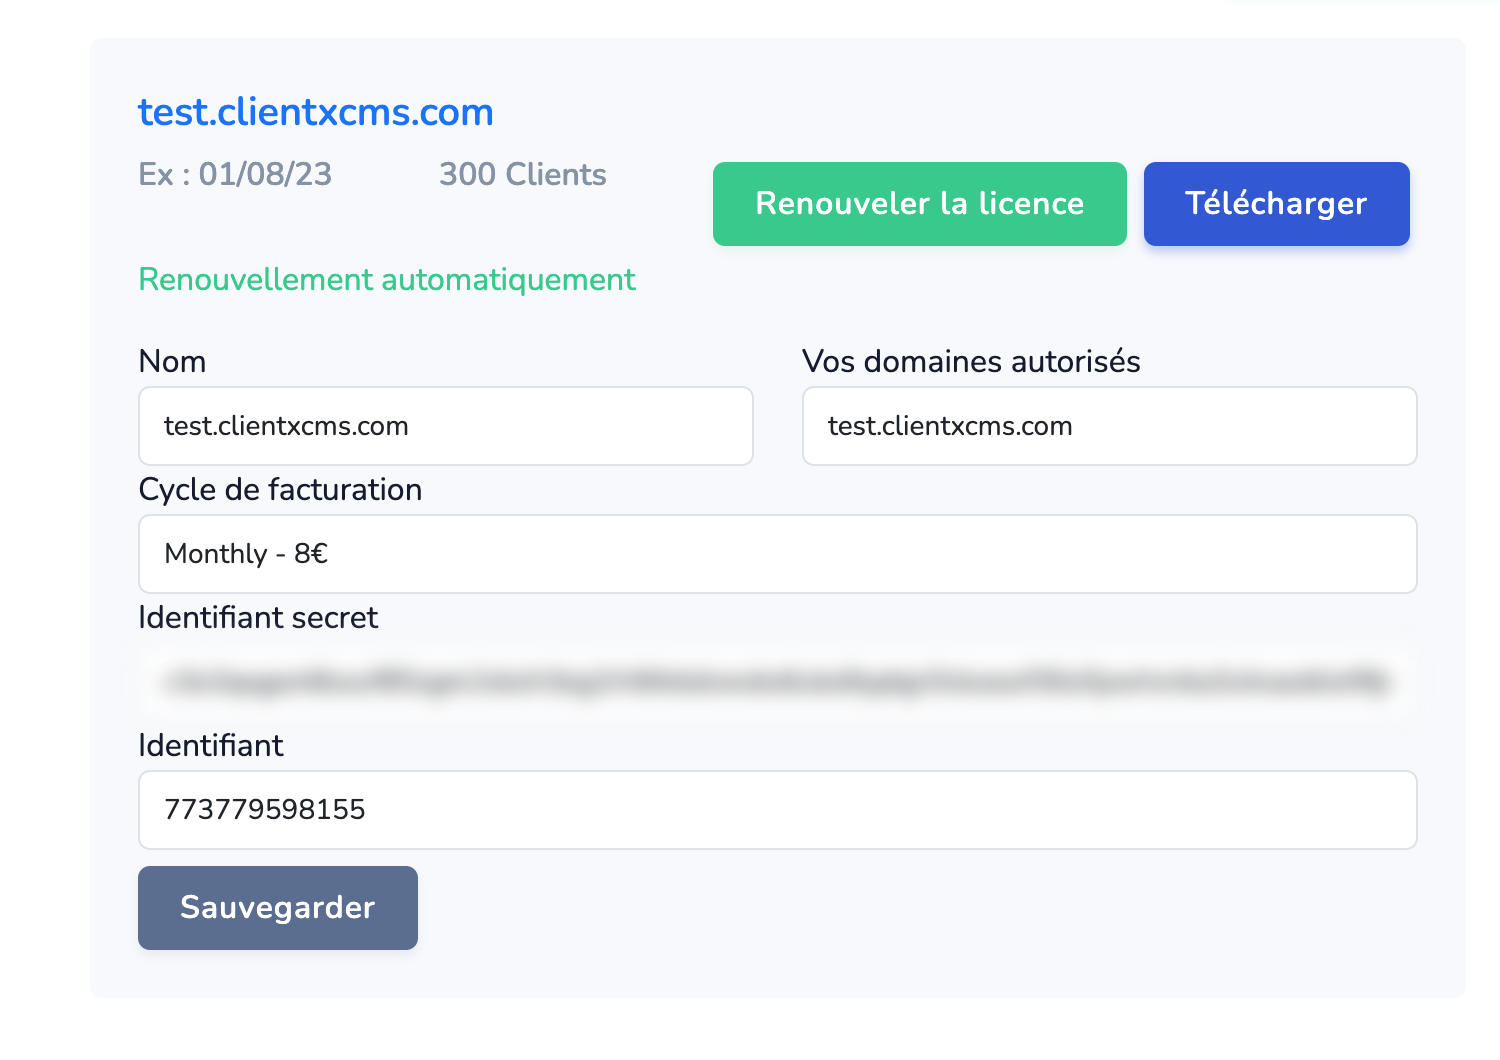 test.clientxcms.com
Ex : 01/08/23
300 Clients
Renouveler la licence
Télécharger
Renouvellement automatiquement
Nom
Vos domaines autorisés
test.clientxcms.com
test.clientxcms.com
Cycle de facturation
Monthly - 8€
Identifiant secret
Identifiant
773779598155
Sauvegarder